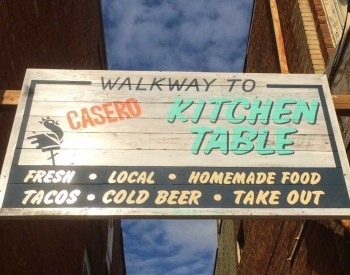 WALKWAY TO
CASERO KITCHEN
TABLE
FRESH • LOCAL • HOMEMADE FOOD
TACOS • COLD BEER • TAKE OUT